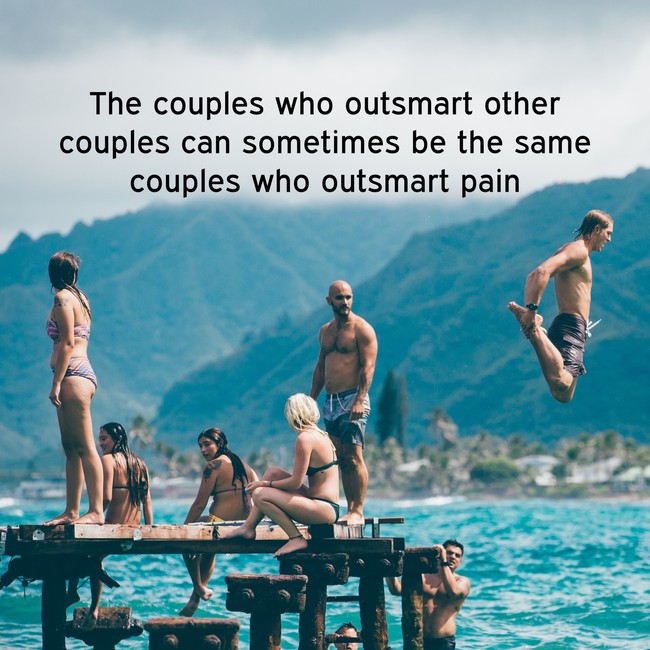 The couples who outsmart other
couples can sometimes be the same
couples who outsmart pain